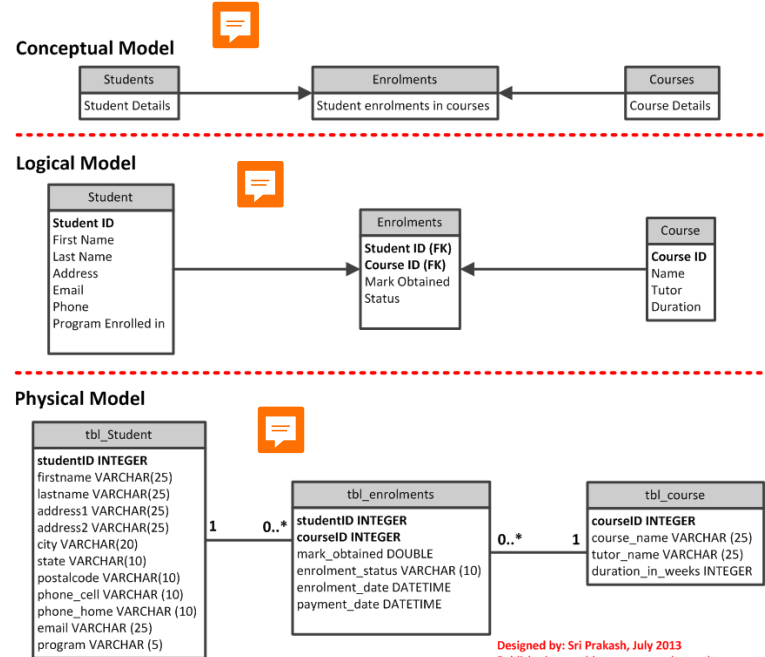 Conceptual Model
Students
Student Details
Enrolments
Student enrolments in courses
Courses
Course Details
Logical Model
Student
Student ID
First Name
Last Name
Address
Email
Phone
Program Enrolled in
Enrolments
Student ID (FK)
Course ID (FK)
Mark Obtained
Status
Course
Course ID
Name
Tutor
Duration
Physical Model
tbl_Student
studentID INTEGER
firstname VARCHAR(25)
lastname VARCHAR(25)
address1 VARCHAR(25)
address2 VARCHAR(25)
city VARCHAR(20)
state VARCHAR(10)
postalcode VARCHAR(10)
phone_cell VARCHAR (10)
phone_home VARCHAR (10)
email VARCHAR (25)
program VARCHAR (5)
1
0..*
tbl_enrolments
studentID INTEGER
courseID INTEGER
mark_obtained DOUBLE
enrolment_status VARCHAR (10)
enrolment_date DATETIME
payment_date DATETIME
0..*
1
tbl_course
courseID INTEGER
course_name VARCHAR (25)
tutor_name VARCHAR (25)
duration_in_weeks INTEGER
Designed by: Sri Prakash, July 2013